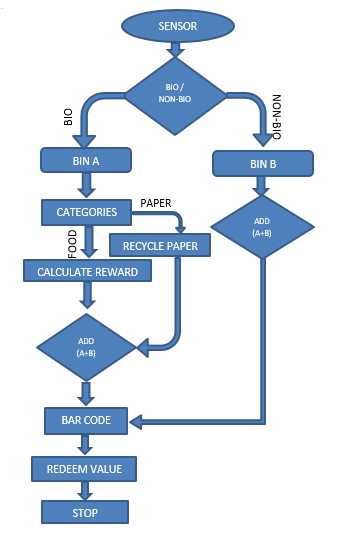 SENSOR
BIO /
NON-BIO
BIO
NON-BIO
BIN A
BIN B
CATEGORIES
PAPER
ADD
(A+B)
FOOD
RECYCLE PAPER
CALCULATE REWARD
ADD
(A+B)
BAR CODE
REDEEM VALUE
STOP